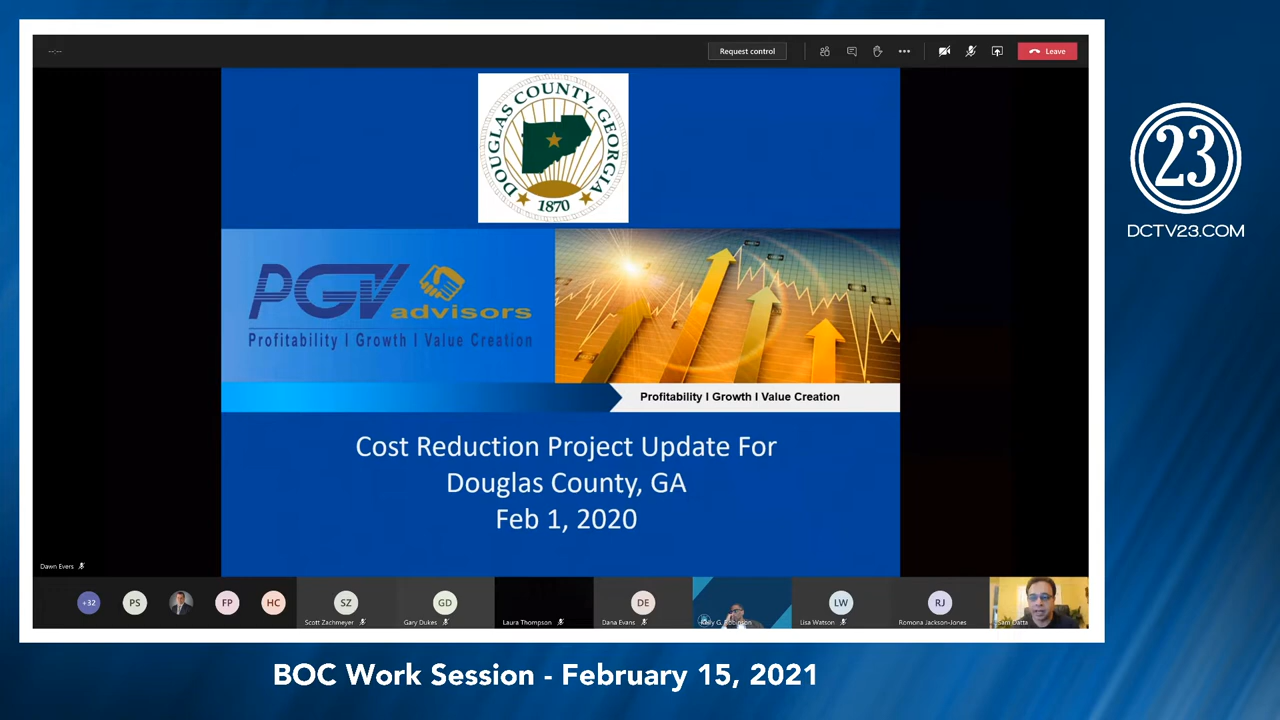 --:--
Request control
Leave
DOUGLAS COUNTY, GEORGIA
1870
PGV advisors
Profitability I Growth I Value Creation
Profitability I Growth I Value Creation
Cost Reduction Project Update For
Douglas County, GA
Feb 1, 2020
23
DCTV23.COM
Dawn Evers
+32
PS
FP
HC
SZ
Scott Zachmeyer
GD
Gary Dukes
Laura Thompson
DE
Dana Evans
G. Robinson
LW
Lisa Watson
RJ
Romona Jackson-Jones
Sam Datta
BOC Work Session - February 15, 2021